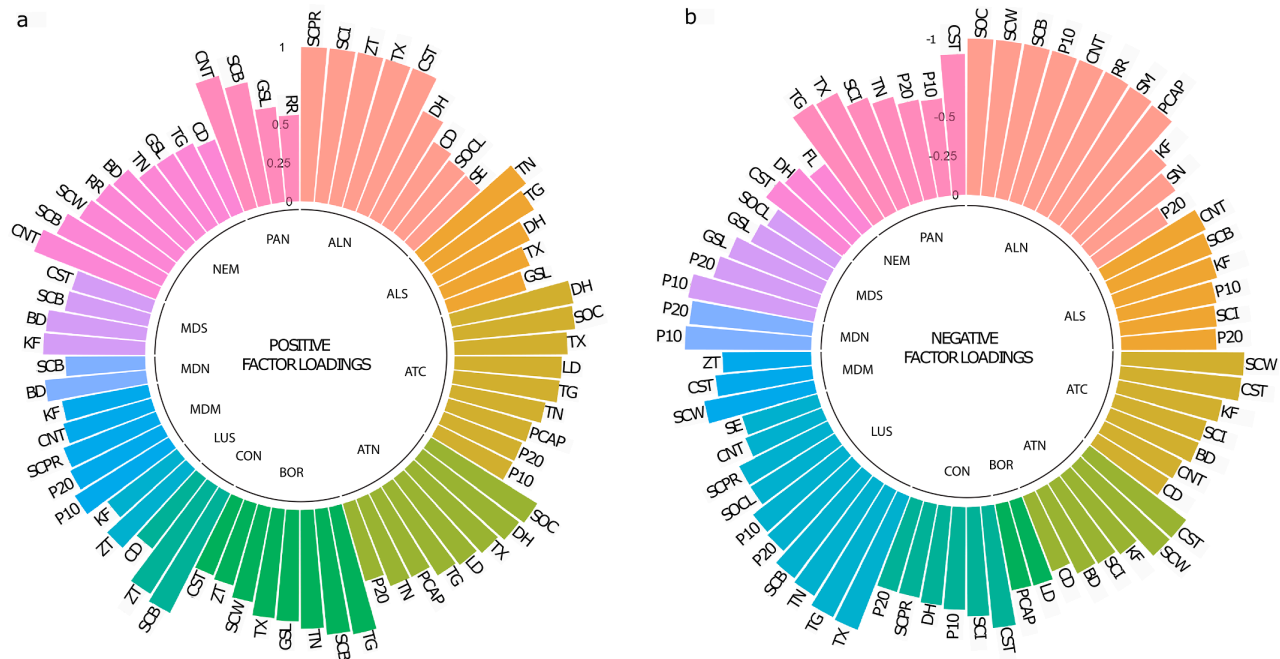 a
1
0.5
0.25
0
SCPR
SCI
ZT
TX
CST
DH
CD
SOCL
RR
TN
TG
DH
TX
GSL
DH
SOC
TX
LD
TG
TN
PCAP
P20
P10
SOC
DH
TX
LD
TG
PCAP
TN
P20
TG
SCB
TN
GSL
TX
SCW
ZT
CST
SCB
ZT
CD
ZT
KF
P10
P20
SCPR
CNT
KF
BD
SCB
KF
BD
SCB
CST
CNT
SCB
SCW
RR
BD
TN
GSL
TG
CD
CNT
SCB
GSL
RR
PAN
ALN
NEM
ALS
MDS
MDN
ATC
MDM
LUS
CON
BOR
ATN
POSITIVE
FACTOR LOADINGS
b
-1
-0.5
-0.25
0
SOC
SCW
SCB
P10
CNT
RR
SM
PCAP
KF
SN
P20
CNT
SCB
KF
P10
SCI
P20
SCW
CST
KF
SCI
BD
CNT
CD
CST
SCW
KF
SCI
BD
CD
LD
PCAP
CST
SCI
P10
DH
SCPR
P20
TX
TG
TN
SCB
P20
P10
SOCL
SCPR
CNT
SE
SCW
CST
ZT
P10
P20
P10
P20
GSL
GSL
SOCL
CST
DH
FL
TG
TX
SCI
TN
P20
P10
CST
PAN
ALN
NEM
MDS
ALS
MDN
MDM
ATC
LUS
CON
BOR
ATN
NEGATIVE
FACTOR LOADINGS